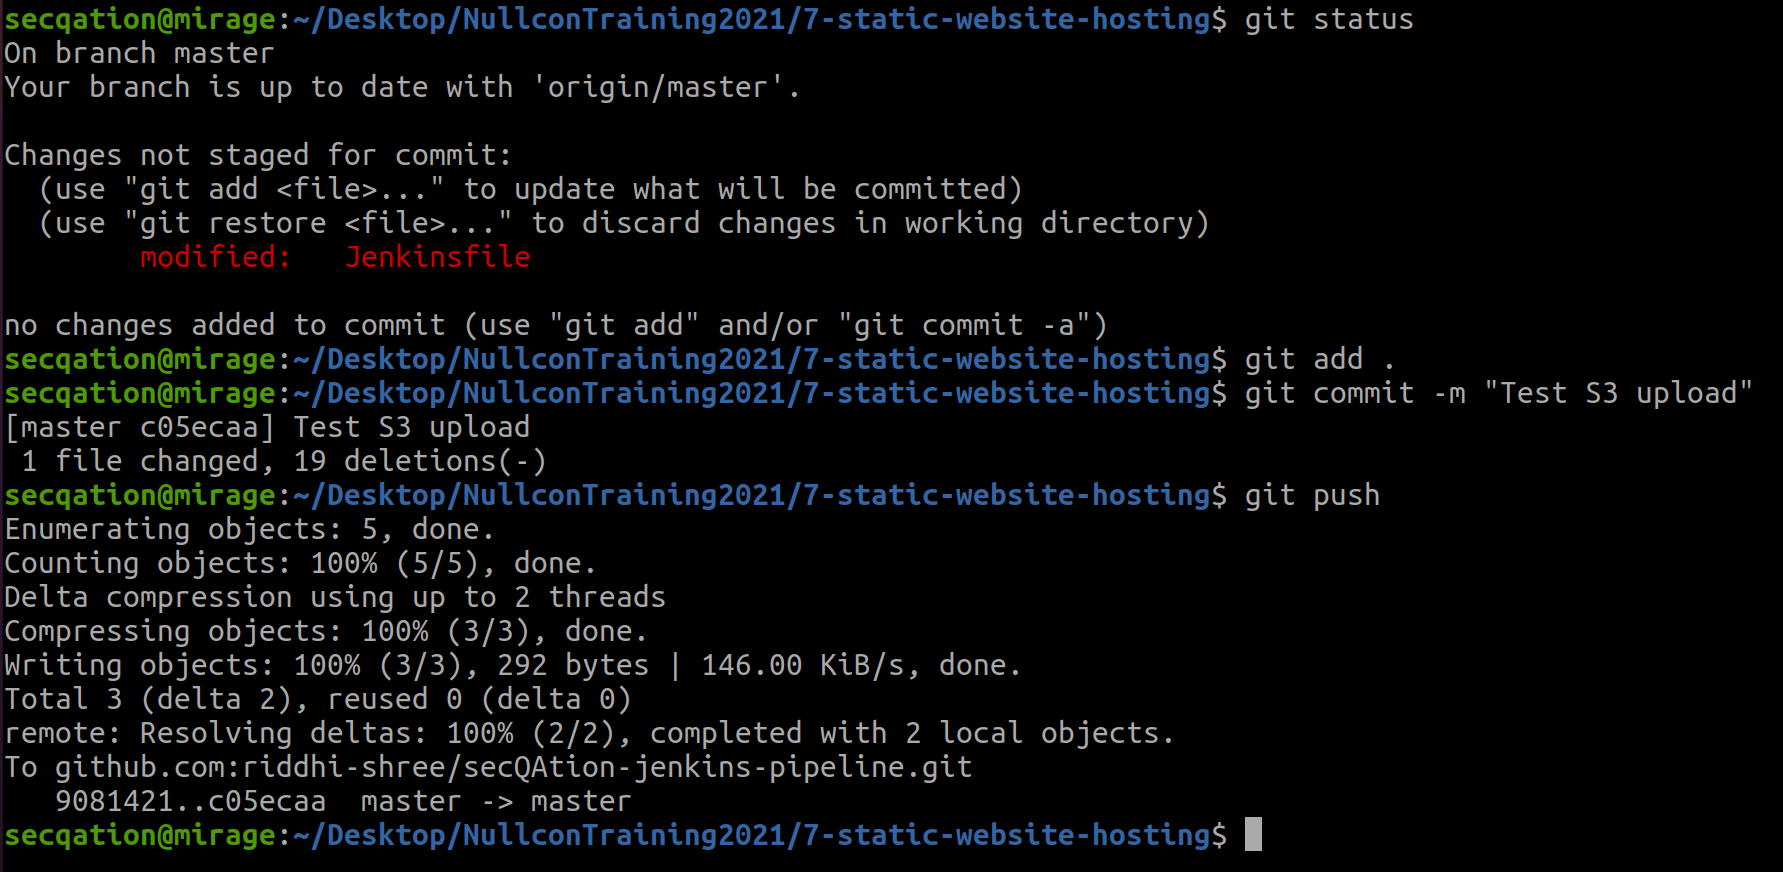 secqation@mirage:~/Desktop/NullconTraining2021/7-static-website-hosting$ git status
On branch master
Your branch is up to date with 'origin/master'.
Changes not staged for commit:
  (use "git add <file>..." to update what will be committed)
  (use "git restore <file>..." to discard changes in working directory)
        modified:   Jenkinsfile
no changes added to commit (use "git add" and/or "git commit -a")
secqation@mirage:~/Desktop/NullconTraining2021/7-static-website-hosting$ git add .
secqation@mirage:~/Desktop/NullconTraining2021/7-static-website-hosting$ git commit -m "Test S3 upload"
[master c05ecaa] Test S3 upload
 1 file changed, 19 deletions(-)
secqation@mirage:~/Desktop/NullconTraining2021/7-static-website-hosting$ git push
Enumerating objects: 5, done.
Counting objects: 100% (5/5), done.
Delta compression using up to 2 threads
Compressing objects: 100% (3/3), done.
Writing objects: 100% (3/3), 292 bytes | 146.00 KiB/s, done.
Total 3 (delta 2), reused 0 (delta 0)
remote: Resolving deltas: 100% (2/2), completed with 2 local objects.
To github.com:riddhi-shree/secQAtion-jenkins-pipeline.git
   9081421..c05ecaa  master -> master
secqation@mirage:~/Desktop/NullconTraining2021/7-static-website-hosting$